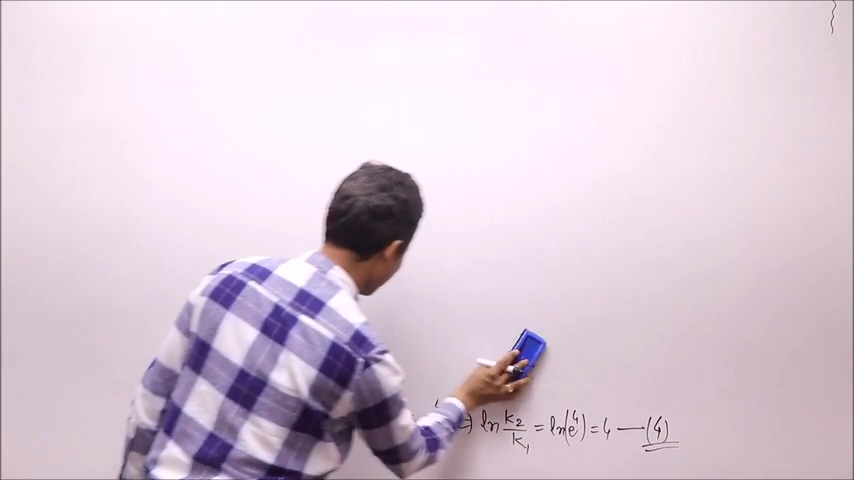 ⇒ ln K₂/K₁ = ln(e⁴) = 4 —(4)